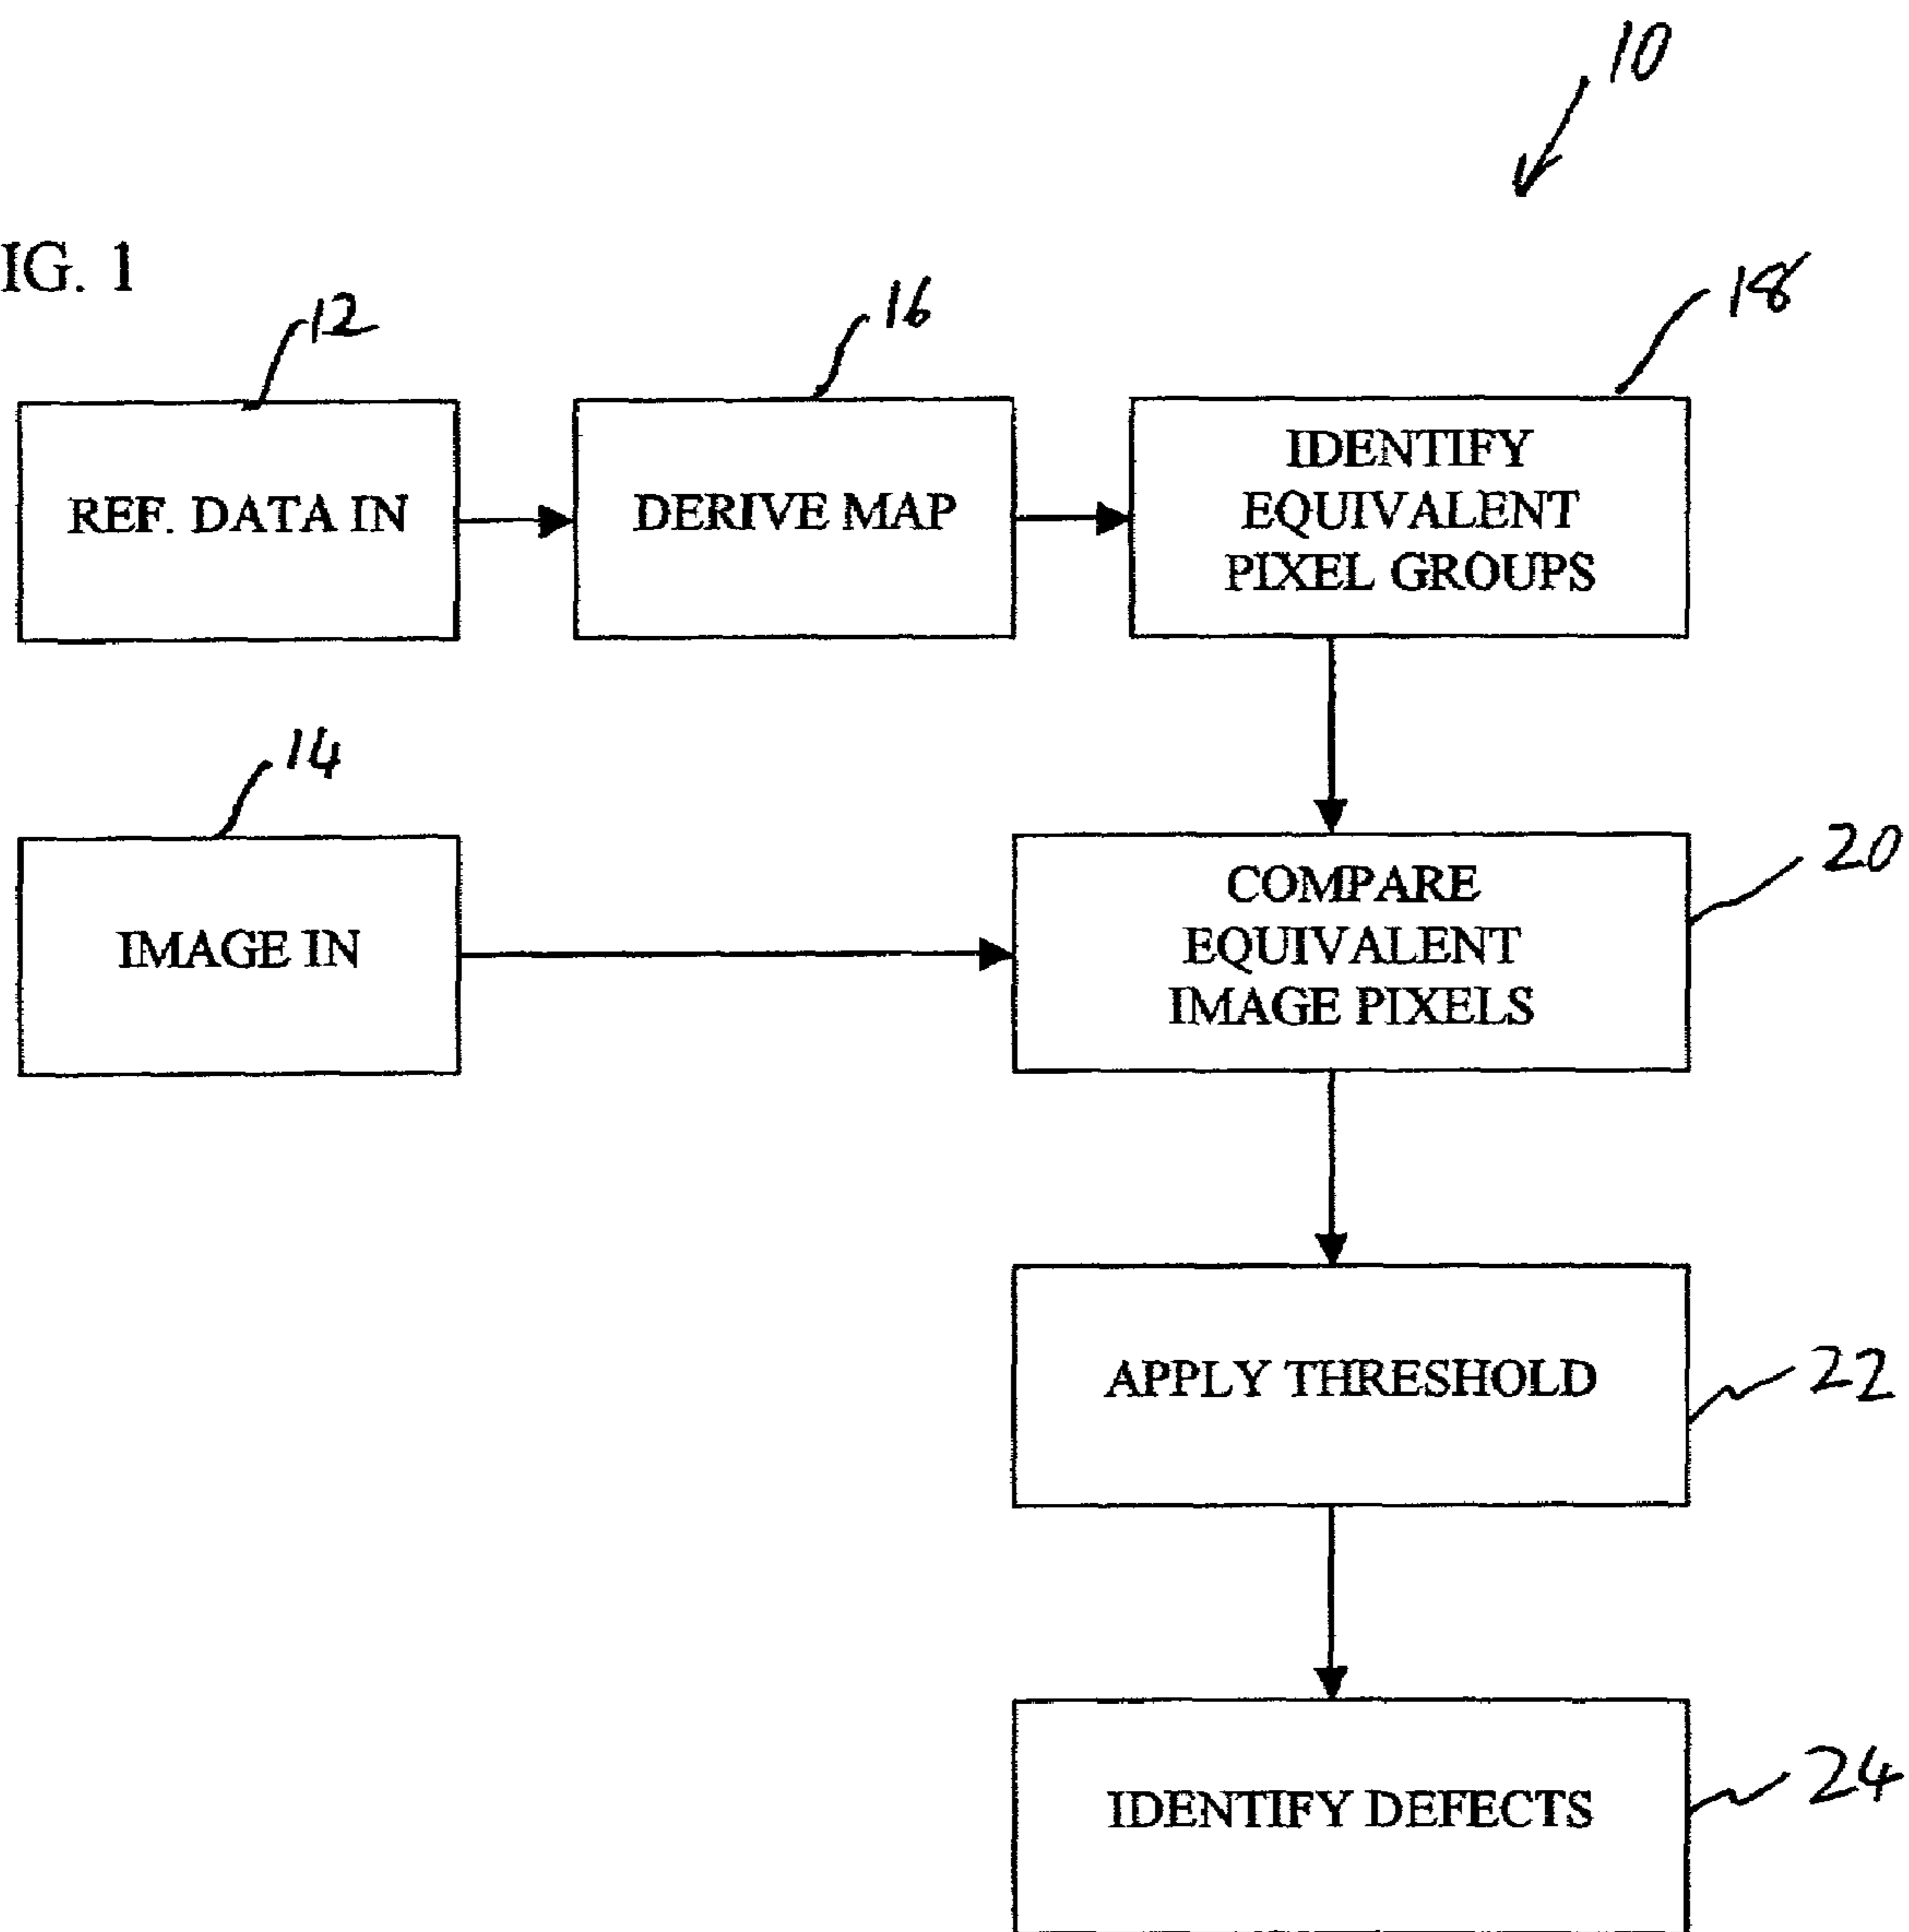 10
IG. 1
12
16
18
REF. DATA IN
DERIVE MAP
IDENTIFY
EQUIVALENT
PIXEL GROUPS
14
20
IMAGE IN
COMPARE
EQUIVALENT
IMAGE PIXELS
22
APPLY THRESHOLD
24
IDENTIFY DEFECTS